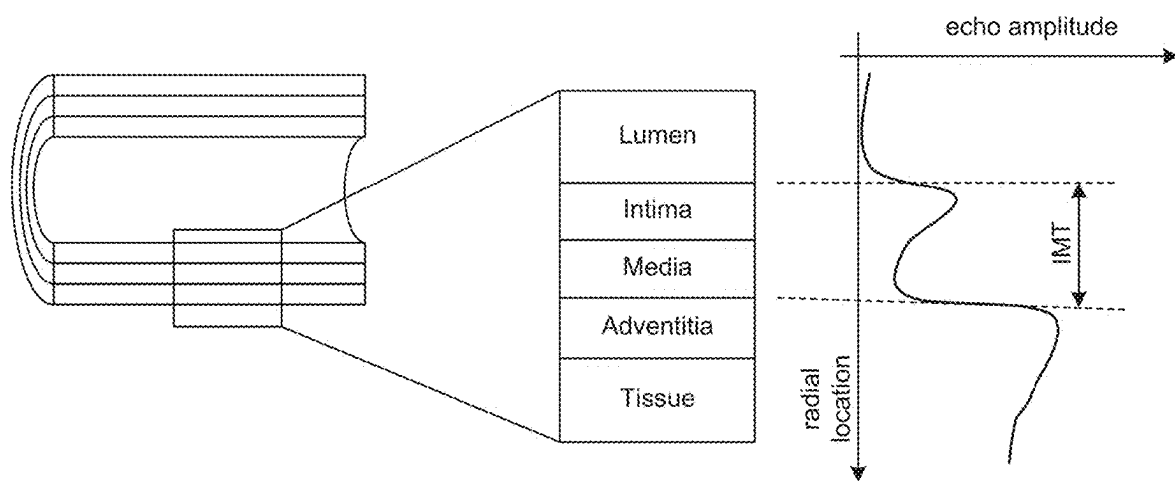 echo amplitude
Lumen
Intima
Media
Adventitia
Tissue
IMT
radial
location